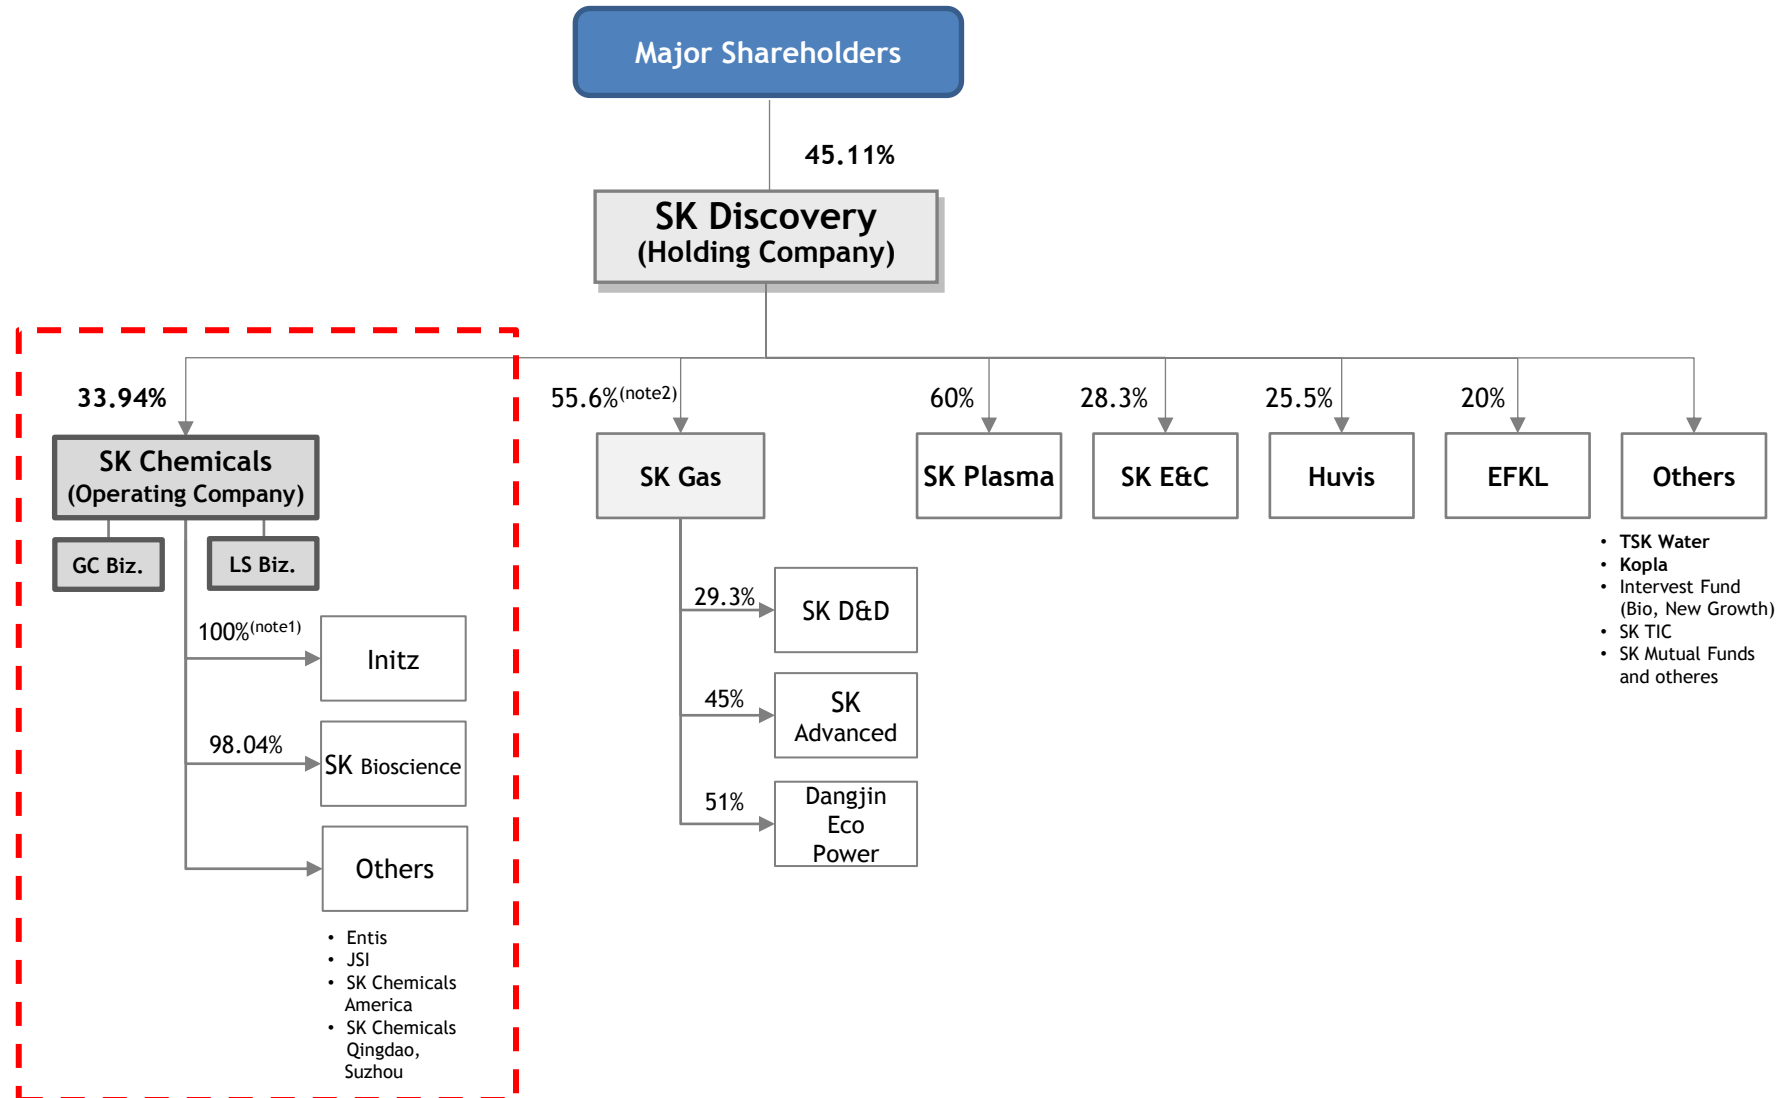 Major Shareholders
45.11%
SK Discovery
(Holding Company)
33.94%
55.6%(note2)
60%
28.3%
25.5%
20%
SK Chemicals
(Operating Company)
SK Gas
SK Plasma
SK E&C
Huvis
EFKL
Others
GC Biz.
LS Biz.
• TSK Water
• Kopla
• Intervest Fund
(Bio, New Growth)
• SK TIC
• SK Mutual Funds
and otheres
100%(note1)
Initz
98.04%
SK Bioscience
Others
• Entis
• JSI
• SK Chemicals
America
• SK Chemicals
Qingdao,
Suzhou
29.3%
SK D&D
45%
SK
Advanced
51%
Dangjin
Eco
Power